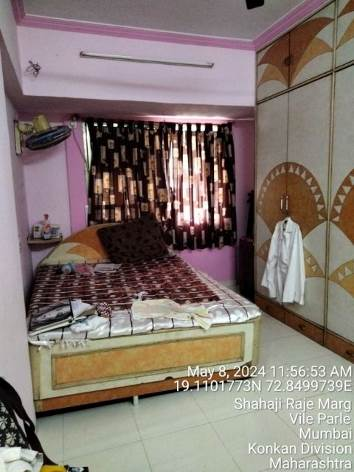 May 8, 2024 11:56:53 AM
19.1101773N 72.8499739E
Shahaji Raje Marg
Vile Parle
Mumbai
Konkan Division
Maharashtra